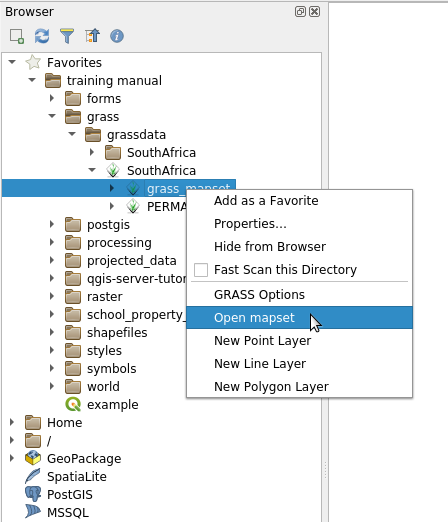 Browser
Favorites
training manual
forms
grass
grassdata
SouthAfrica
SouthAfrica
grass_mapset
Add as a Favorite
PERMA
Properties...
postgis
Hide from Browser
processing
projected_data
Fast Scan this Directory
qgis-server-tutor
raster
GRASS Options
school_property_
Open mapset
shapefiles
New Point Layer
styles
New Line Layer
symbols
world
New Polygon Layer
example
Home
/
GeoPackage
SpatiaLite
PostGIS
MSSQL